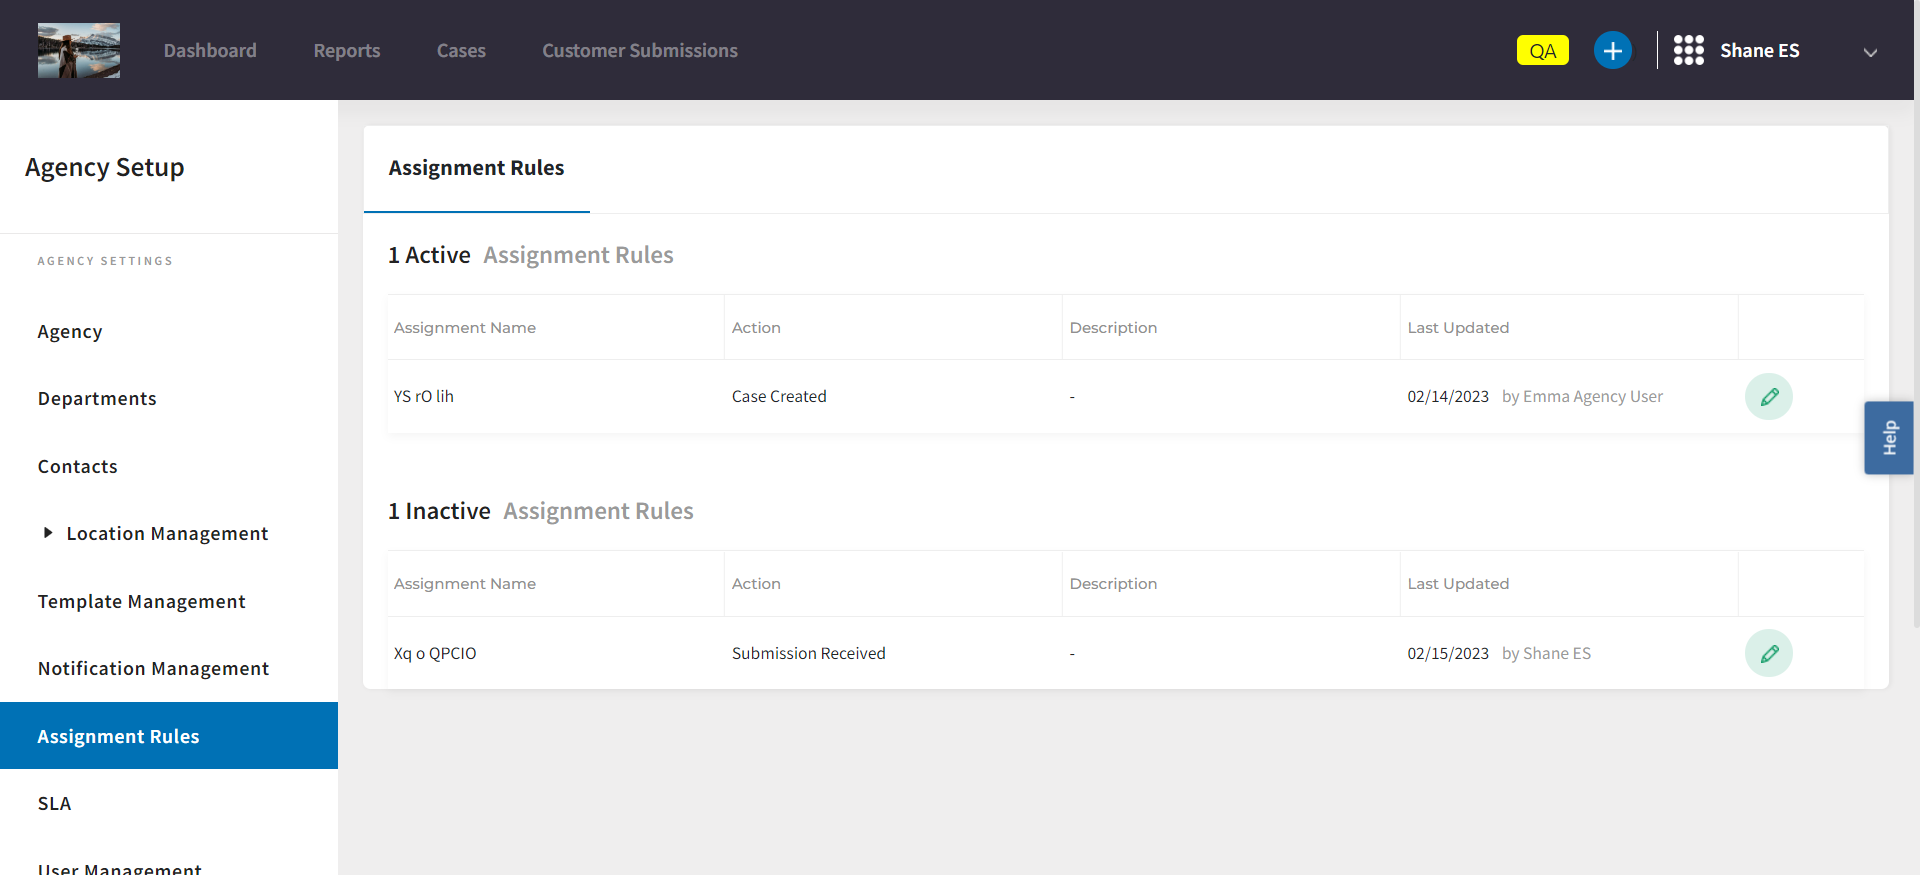 Dashboard Reports Cases Customer Submissions QA Shane ES
Agency Setup
AGENCY SETTINGS
Agency
Departments
Contacts
Location Management
Template Management
Notification Management
Assignment Rules
SLA
User Management
Assignment Rules
1 Active Assignment Rules
Assignment Name Action Description Last Updated
YS rO lih Case Created - 02/14/2023 by Emma Agency User
1 Inactive Assignment Rules
Assignment Name Action Description Last Updated
Xq o QPCIO Submission Received - 02/15/2023 by Shane ES
Help